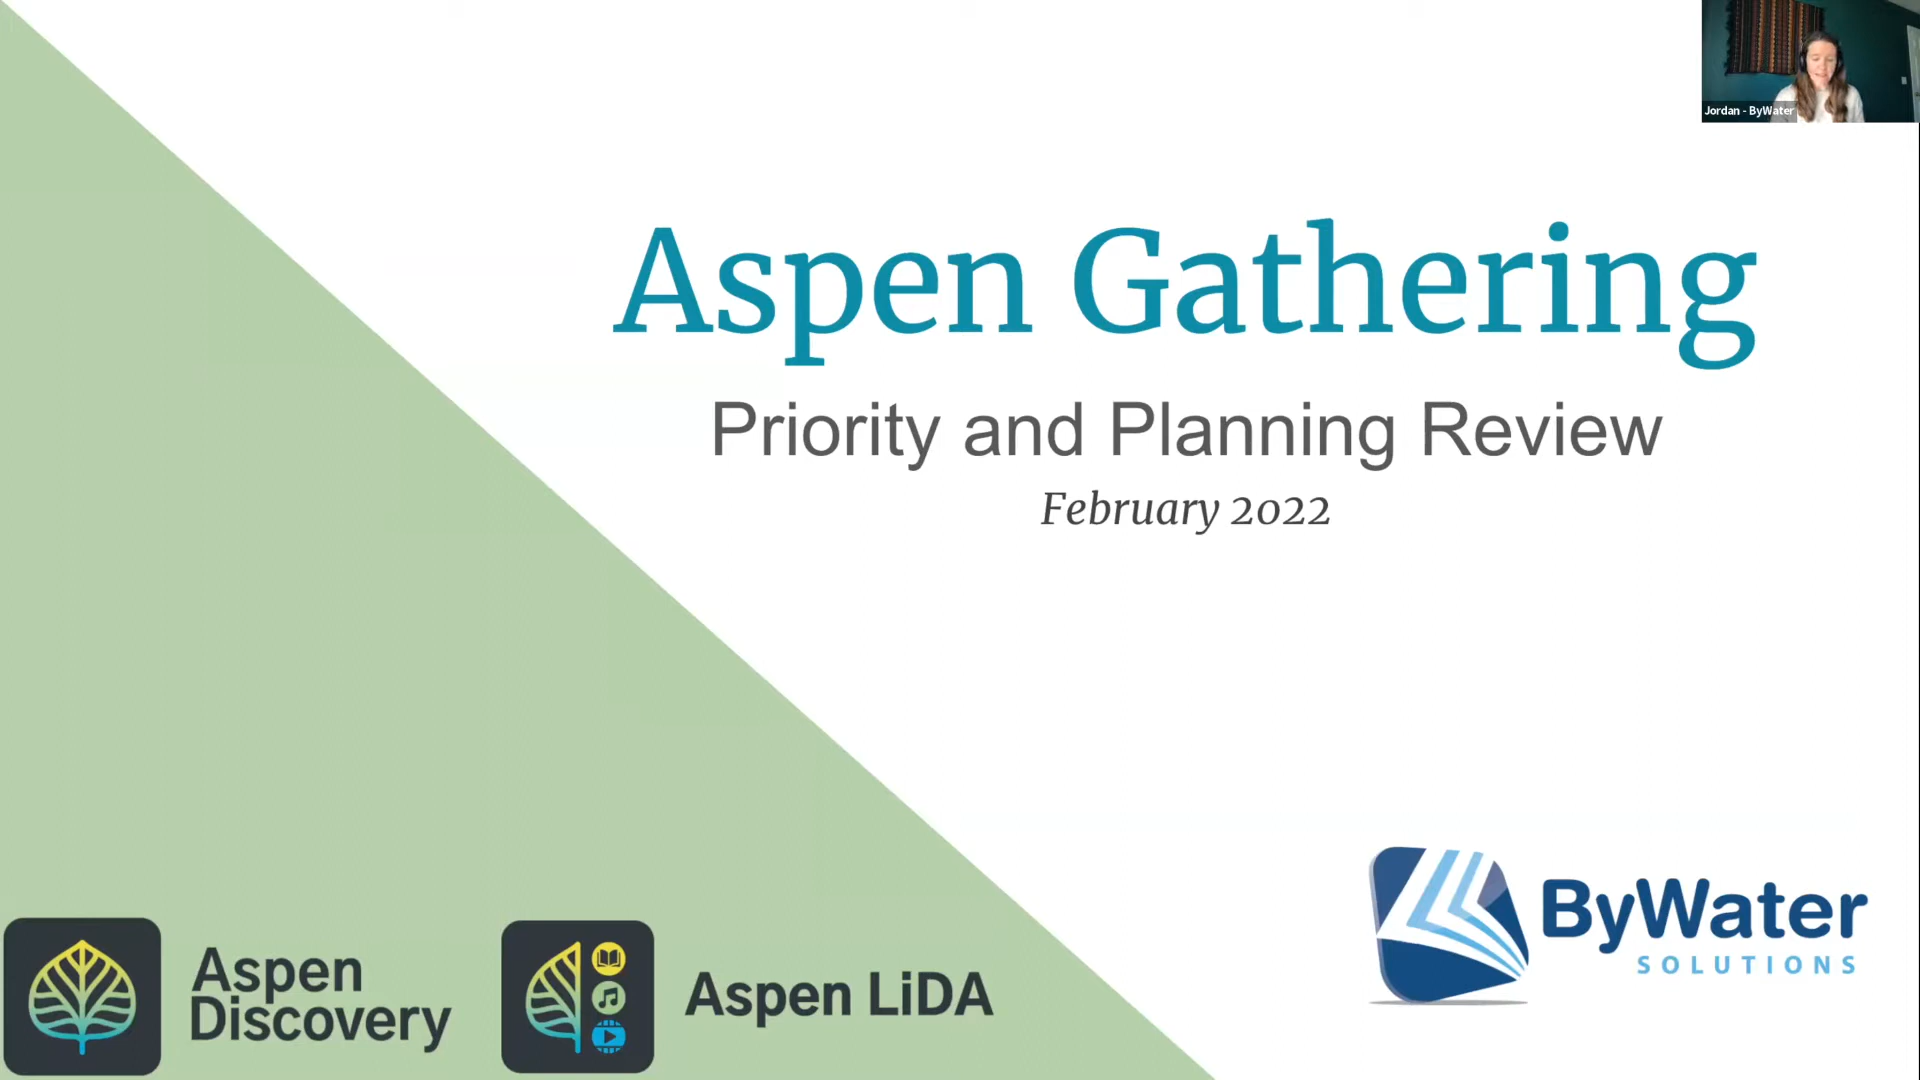 Jordan - ByWater
Aspen Gathering
Priority and Planning Review
February 2022
Aspen
Discovery
Aspen LiDA
ByWater
SOLUTIONS